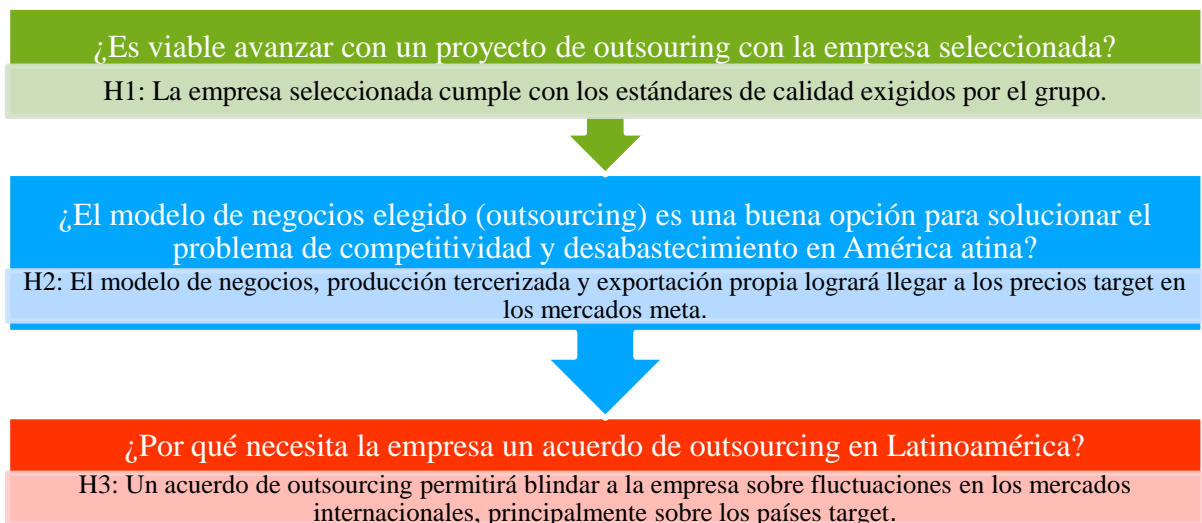 ¿Es viable avanzar con un proyecto de outsouring con la empresa seleccionada?
H1: La empresa seleccionada cumple con los estándares de calidad exigidos por el grupo.
¿El modelo de negocios elegido (outsourcing) es una buena opción para solucionar el
problema de competitividad y desabastecimiento en América atina?
H2: El modelo de negocios, producción tercerizada y exportación propia logrará llegar a los precios target en
los mercados meta.
¿Por qué necesita la empresa un acuerdo de outsourcing en Latinoamérica?
H3: Un acuerdo de outsourcing permitirá blindar a la empresa sobre fluctuaciones en los mercados
internacionales, principalmente sobre los países target.